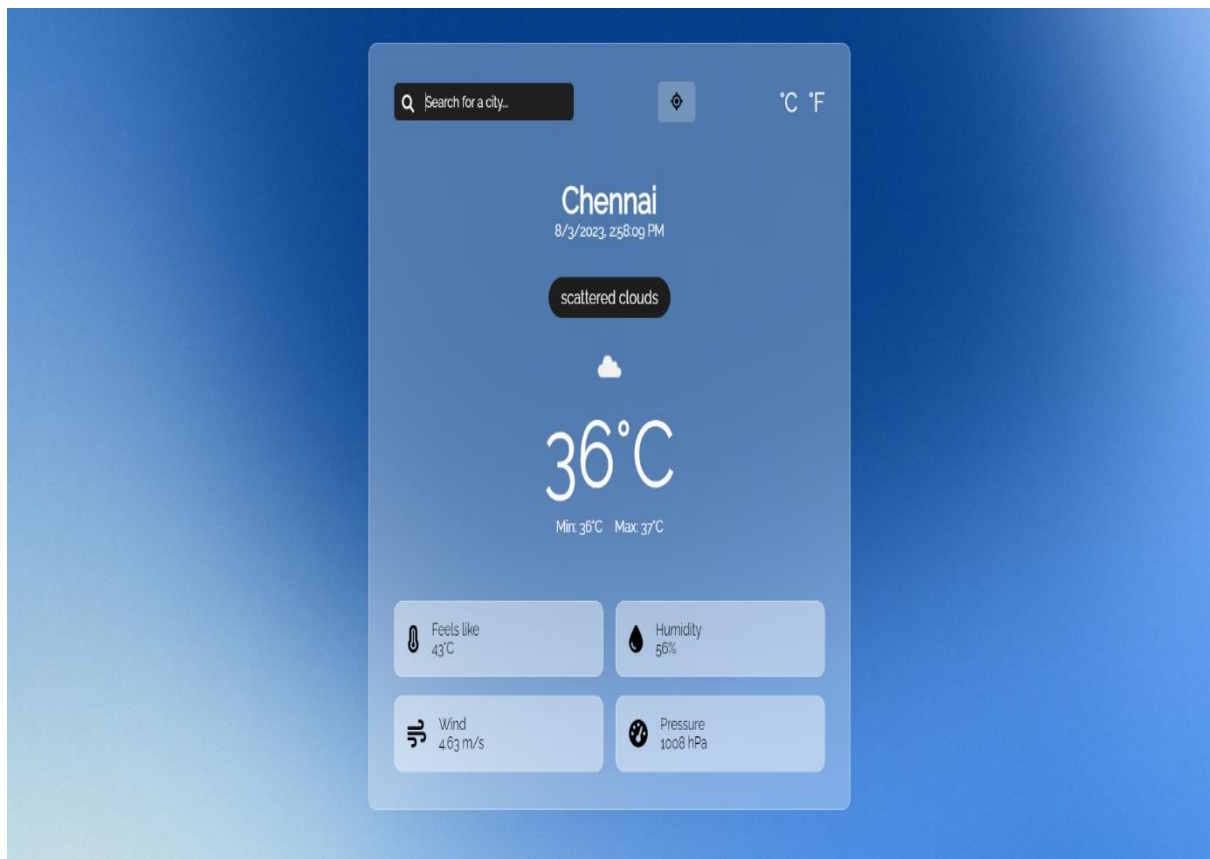 Search for a city...
°C °F
Chennai
8/3/2023, 2:58:09 PM
scattered clouds
36°C
Min: 36°C Max: 37°C
Feels like
43°C
Humidity
56%
Wind
4.63 m/s
Pressure
1008 hPa